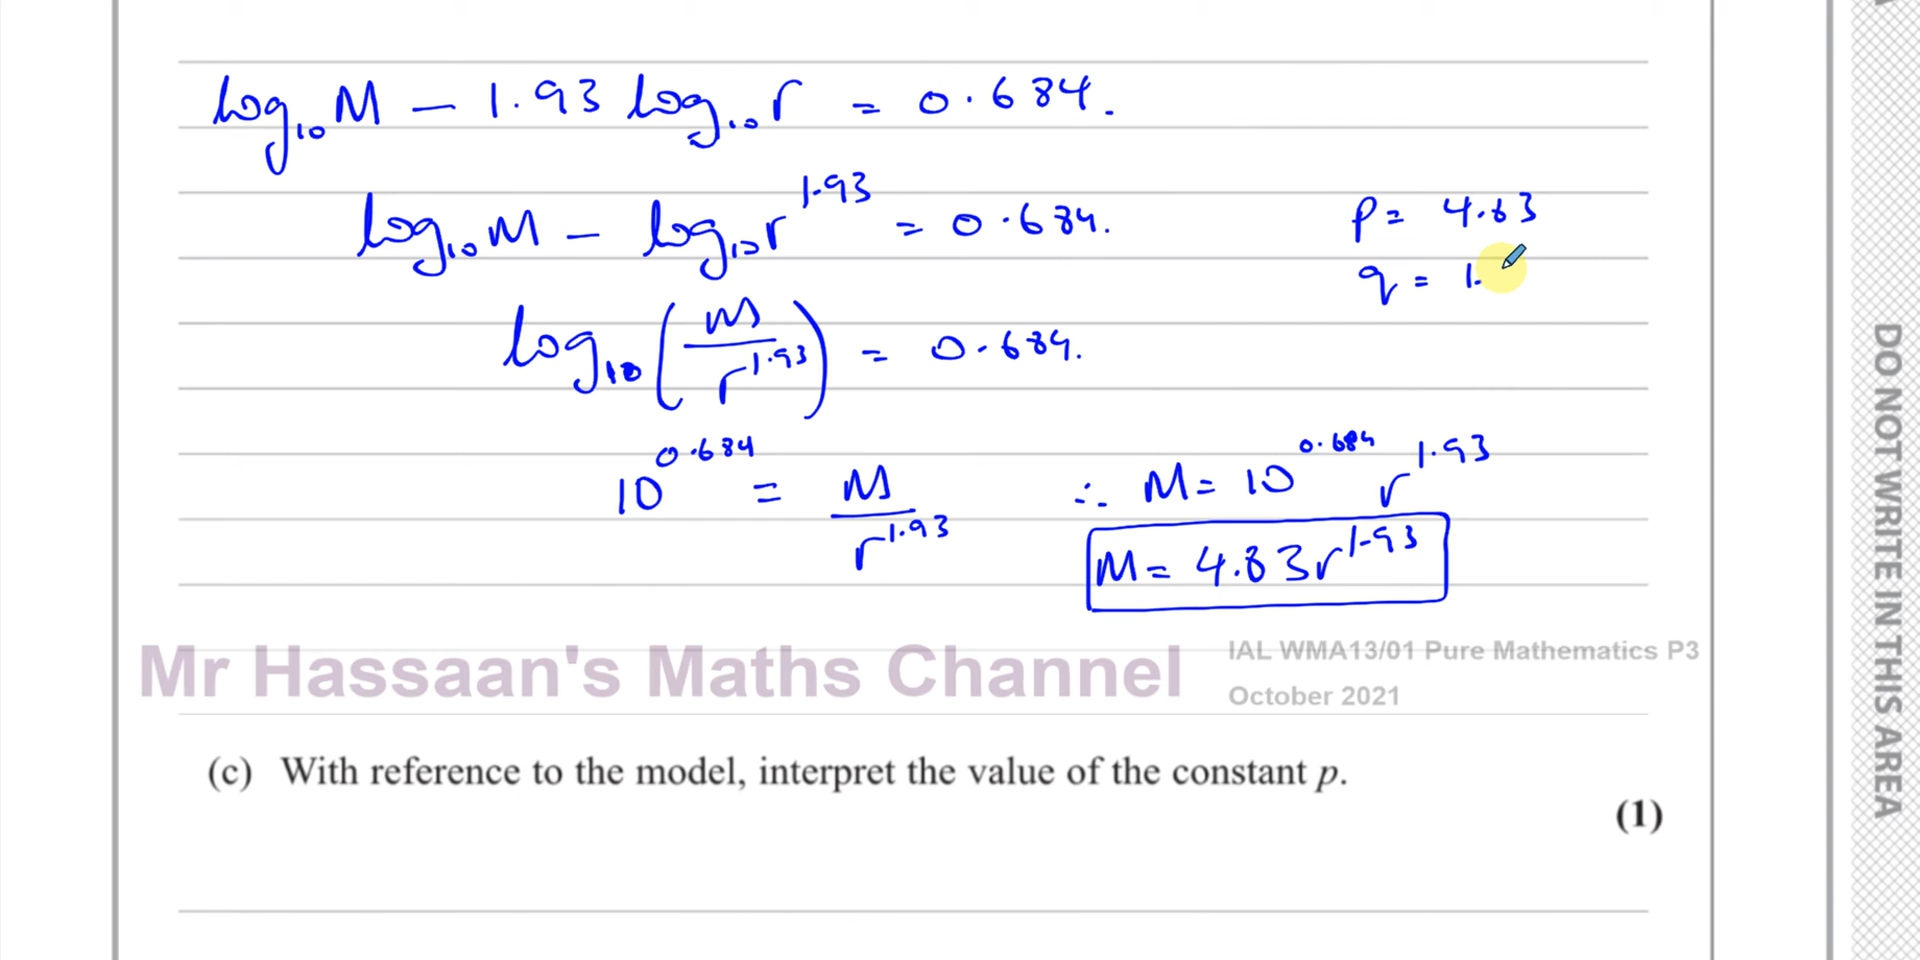 log₁₀M − 1.93 log₁₀r = 0.684.
log₁₀M − log₁₀r^1.93 = 0.684.
p = 4.83
q = 1.
log₁₀(M/r^1.93) = 0.684.
10^0.684 = M/r^1.93 ∴ M = 10^0.684 r^1.93
M = 4.83r^1.93
Mr Hassaan's Maths Channel
IAL WMA13/01 Pure Mathematics P3
October 2021
(c) With reference to the model, interpret the value of the constant p.
(1)
DO NOT WRITE IN THIS AREA